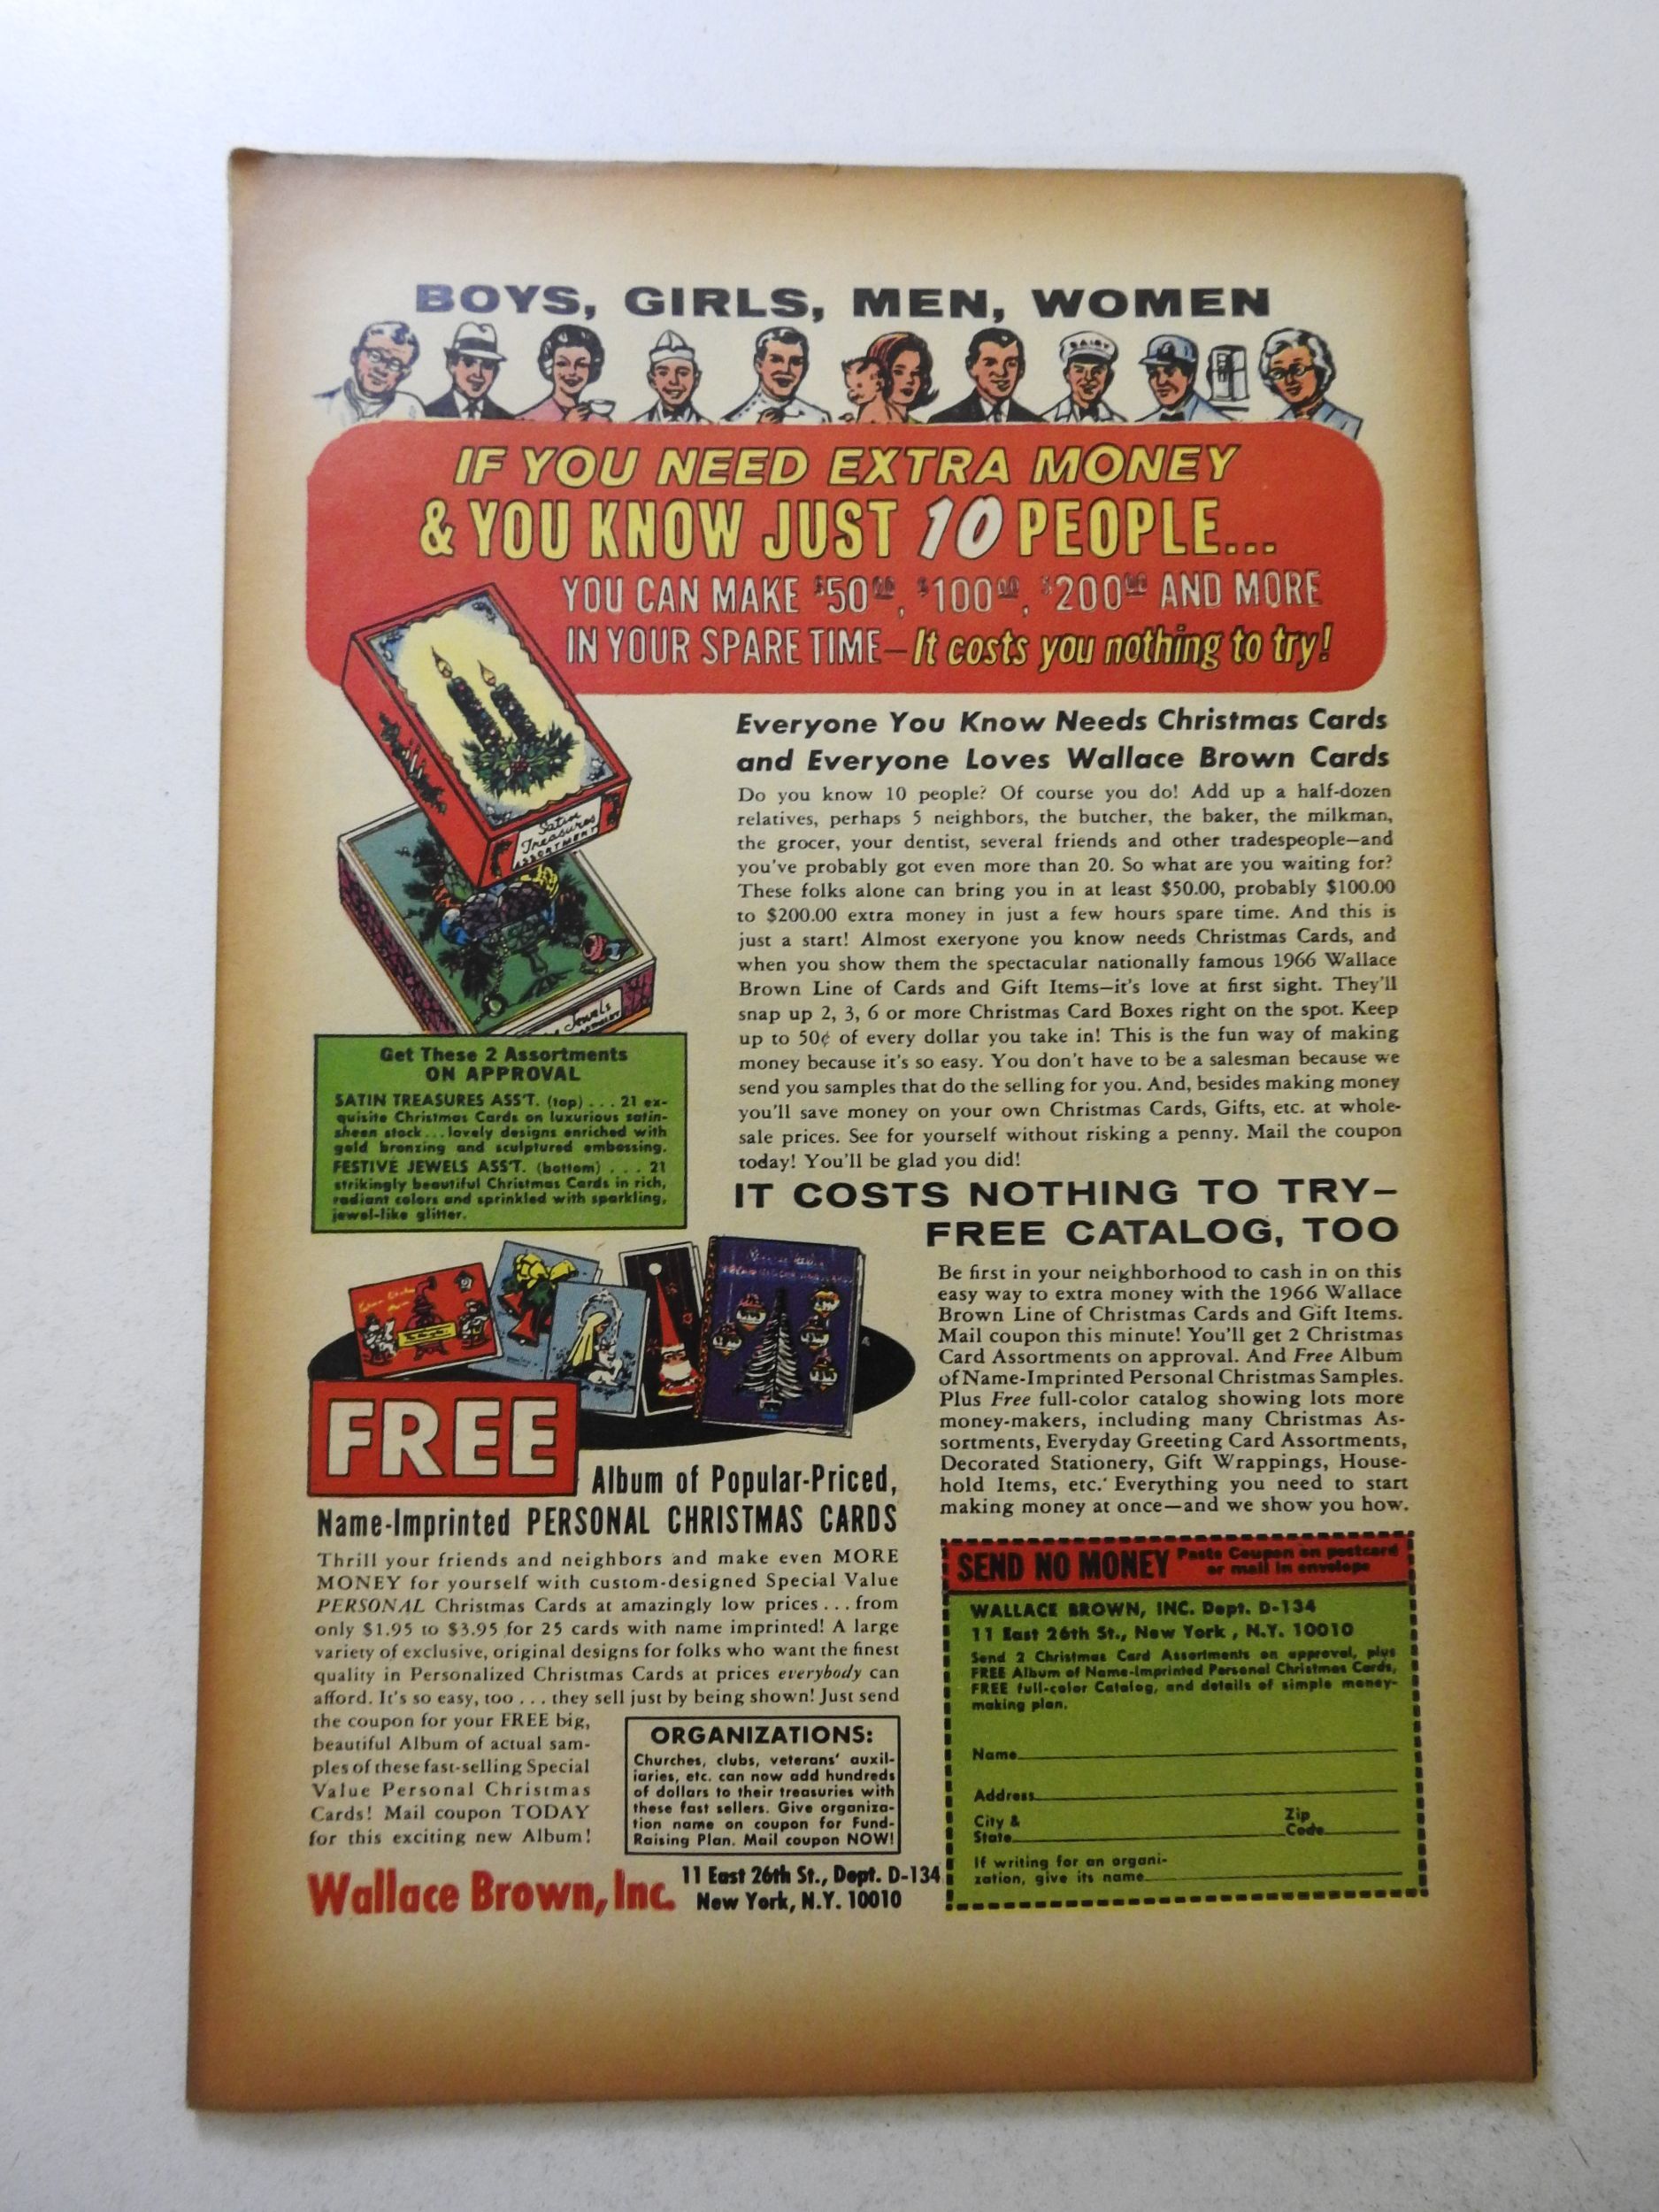 BOYS, GIRLS, MEN, WOMEN
DAIRY
IF YOU NEED EXTRA MONEY
& YOU KNOW JUST 10 PEOPLE...
YOU CAN MAKE $50.00, $100.00, $200.00 AND MORE
IN YOUR SPARE TIME—It costs you nothing to try!
Satin
Treasures
ASSORTMENT
Jewels
Get These 2 Assortments
ON APPROVAL
SATIN TREASURES ASS'T. (top) . . . 21 ex-
quisite Christmas Cards on luxurious satin-
sheen stock . . . lovely designs enriched with
gold bronzing and sculptured embossing.
FESTIVE JEWELS ASS'T. (bottom) . . . 21
strikingly beautiful Christmas Cards in rich,
radiant colors and sprinkled with sparkling,
jewel-like glitter.
Everyone You Know Needs Christmas Cards
and Everyone Loves Wallace Brown Cards
Do you know 10 people? Of course you do! Add up a half-dozen
relatives, perhaps 5 neighbors, the butcher, the baker, the milkman,
the grocer, your dentist, several friends and other tradespeople—and
you've probably got even more than 20. So what are you waiting for?
These folks alone can bring you in at least $50.00, probably $100.00
to $200.00 extra money in just a few hours spare time. And this is
just a start! Almost exeryone you know needs Christmas Cards, and
when you show them the spectacular nationally famous 1966 Wallace
Brown Line of Cards and Gift Items—it's love at first sight. They'll
snap up 2, 3, 6 or more Christmas Card Boxes right on the spot. Keep
up to 50¢ of every dollar you take in! This is the fun way of making
money because it's so easy. You don't have to be a salesman because we
send you samples that do the selling for you. And, besides making money
you'll save money on your own Christmas Cards, Gifts, etc. at whole-
sale prices. See for yourself without risking a penny. Mail the coupon
today! You'll be glad you did!
IT COSTS NOTHING TO TRY—
FREE CATALOG, TOO
Be first in your neighborhood to cash in on this
easy way to extra money with the 1966 Wallace
Brown Line of Christmas Cards and Gift Items.
Mail coupon this minute! You'll get 2 Christmas
Card Assortments on approval. And Free Album
of Name-Imprinted Personal Christmas Samples.
Plus Free full-color catalog showing lots more
money-makers, including many Christmas As-
sortments, Everyday Greeting Card Assortments,
Decorated Stationery, Gift Wrappings, House-
hold Items, etc. Everything you need to start
making money at once—and we show you how.
FREE
Album of Popular-Priced,
Name-Imprinted PERSONAL CHRISTMAS CARDS
Thrill your friends and neighbors and make even MORE
MONEY for yourself with custom-designed Special Value
PERSONAL Christmas Cards at amazingly low prices . . . from
only $1.95 to $3.95 for 25 cards with name imprinted! A large
variety of exclusive, original designs for folks who want the finest
quality in Personalized Christmas Cards at prices everybody can
afford. It's so easy, too . . . they sell just by being shown! Just send
the coupon for your FREE big,
beautiful Album of actual sam-
ples of these fast-selling Special
Value Personal Christmas
Cards! Mail coupon TODAY
for this exciting new Album!
ORGANIZATIONS:
Churches, clubs, veterans' auxil-
iaries, etc. can now add hundreds
of dollars to their treasuries with
these fast sellers. Give organiza-
tion name on coupon for Fund-
Raising Plan. Mail coupon NOW!
Wallace Brown, Inc.
11 East 26th St., Dept. D-134
New York, N.Y. 10010
SEND NO MONEY
Paste Coupon on postcard
or mail in envelope
WALLACE BROWN, INC. Dept. D-134
11 East 26th St., New York , N.Y. 10010
Send 2 Christmas Card Assortments on approval, plus
FREE Album of Name-Imprinted Personal Christmas Cards,
FREE full-color Catalog, and details of simple money-
making plan.
Name
Address
City &
State
Zip
Code
If writing for an organi-
zation, give its name